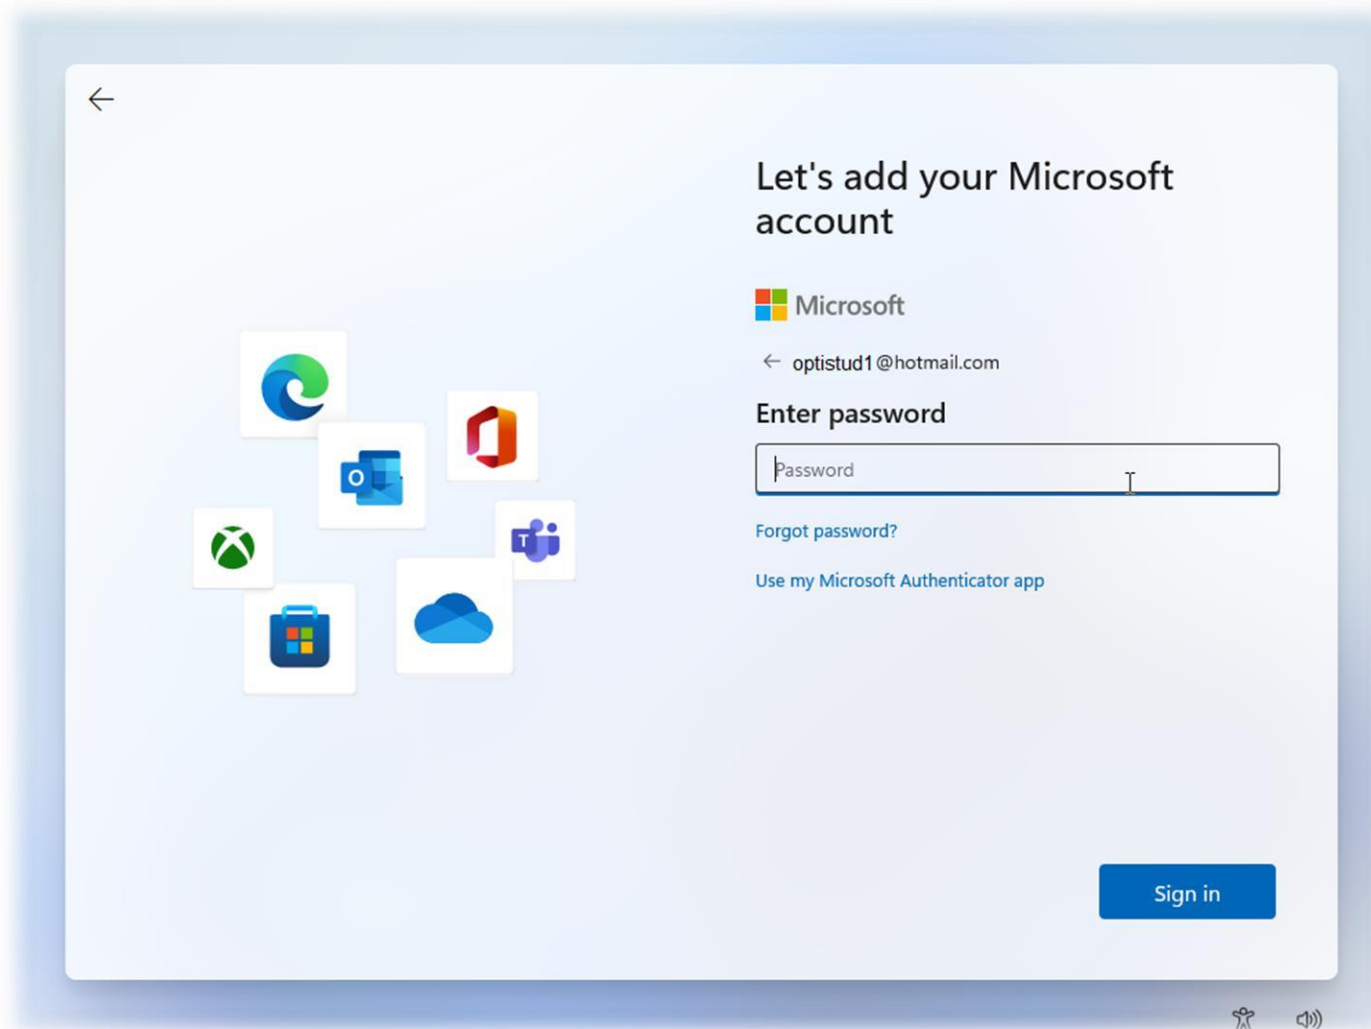 Let's add your Microsoft
account
Microsoft
optistud1@hotmail.com
Enter password
Password
Forgot password?
Use my Microsoft Authenticator app
Sign in